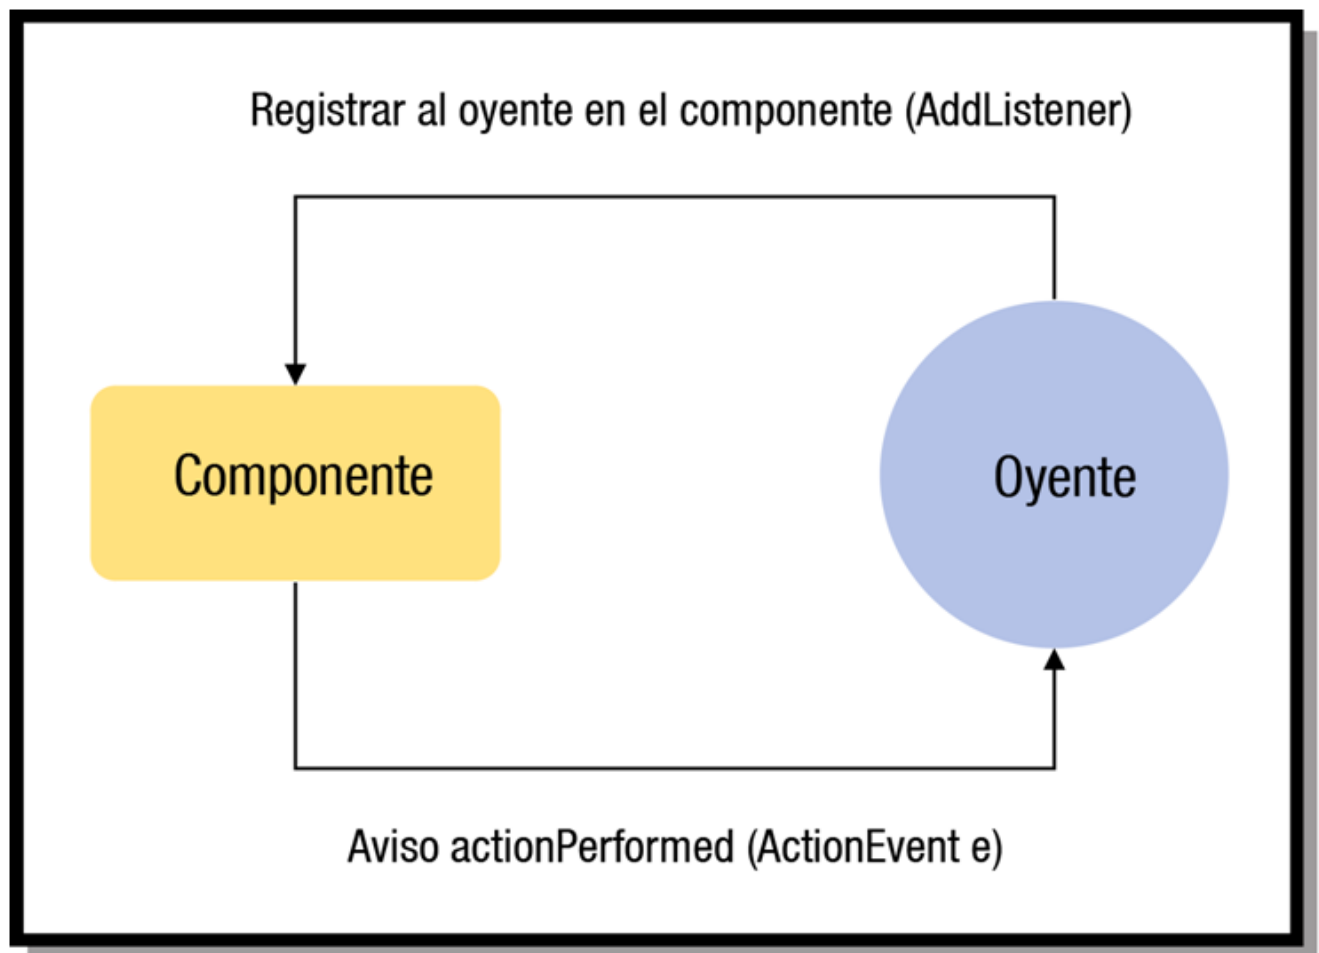 Registrar al oyente en el componente (AddListener)
Componente
Oyente
Aviso actionPerformed (ActionEvent e)